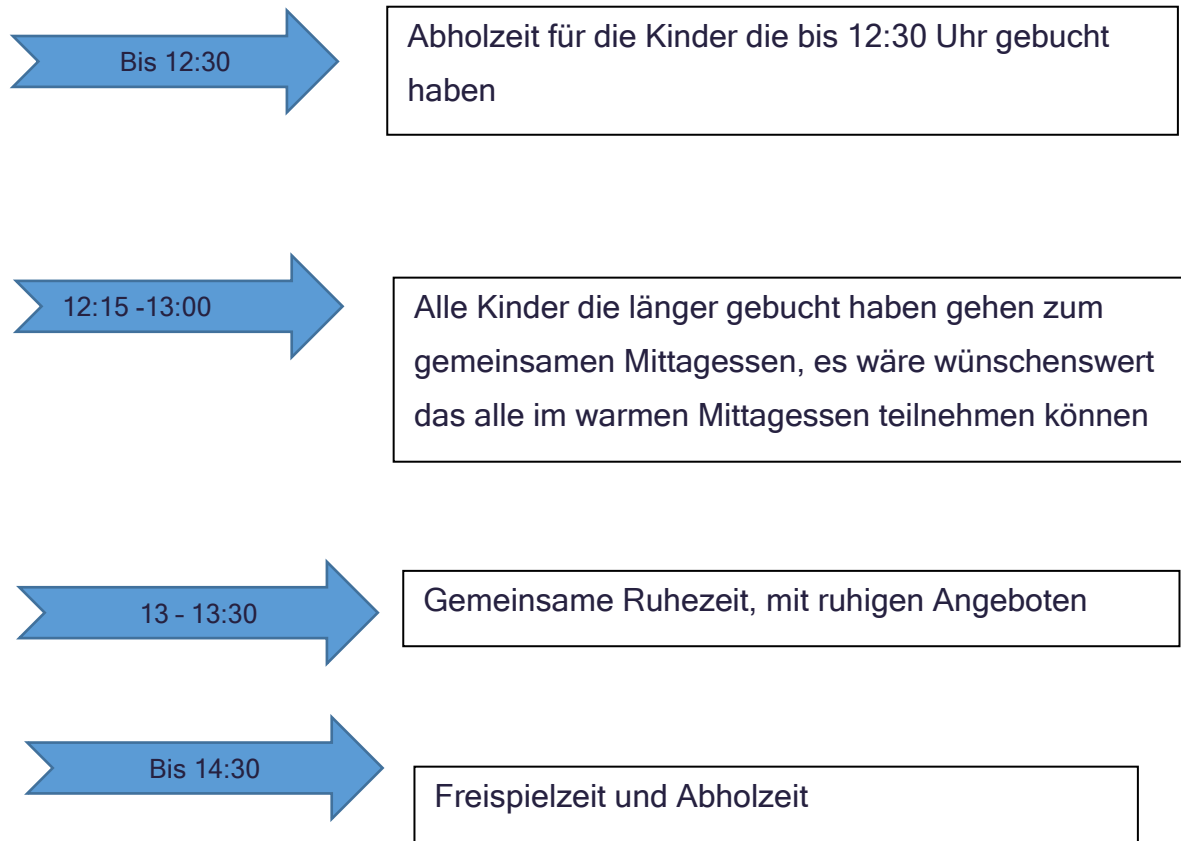 Bis 12:30
Abholzeit für die Kinder die bis 12:30 Uhr gebucht
haben
12:15 -13:00
Alle Kinder die länger gebucht haben gehen zum
gemeinsamen Mittagessen, es wäre wünschenswert
das alle im warmen Mittagessen teilnehmen können
13 - 13:30
Gemeinsame Ruhezeit, mit ruhigen Angeboten
Bis 14:30
Freispielzeit und Abholzeit